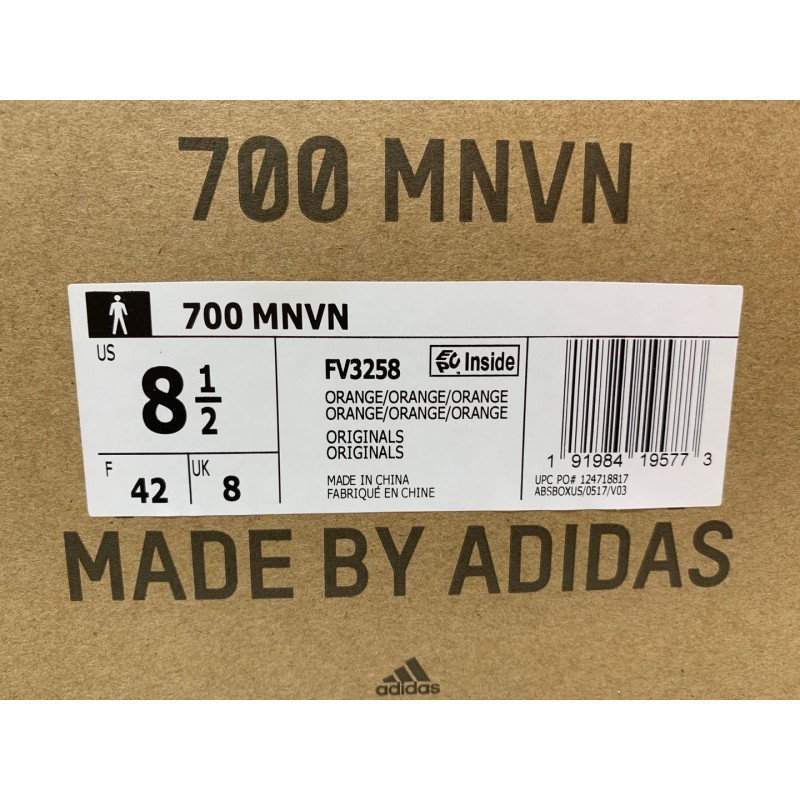 700 MNVN
700 MNVN
US
8 1/2
F
42
UK
8
FV3258
EPC Inside
ORANGE/ORANGE/ORANGE
ORANGE/ORANGE/ORANGE
ORIGINALS
ORIGINALS
MADE IN CHINA
FABRIQUÉ EN CHINE
1 91984 19577 3
UPC PO# 124718817
ABSBOXUS/0517/V03
MADE BY ADIDAS
adidas